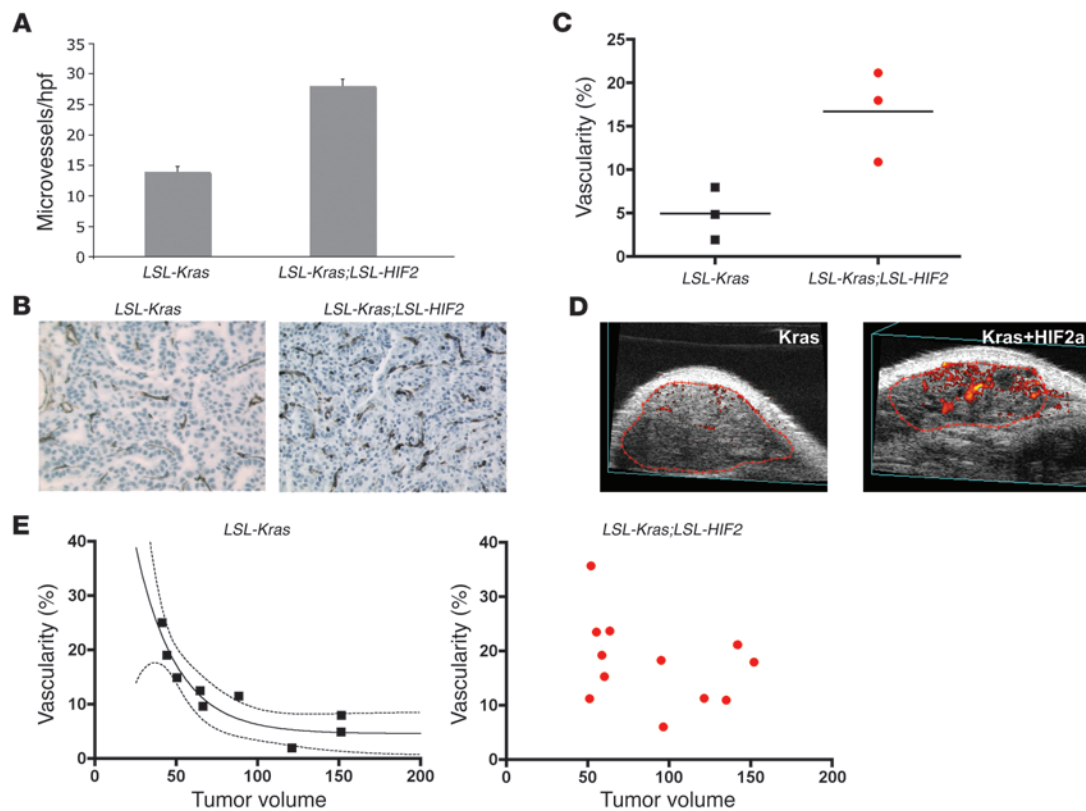 A
Microvessels/hpf
35
30
25
20
15
10
5
0
LSL-Kras
LSL-Kras;LSL-HIF2
C
Vascularity (%)
25
20
15
10
5
0
LSL-Kras
LSL-Kras;LSL-HIF2
B
LSL-Kras
LSL-Kras;LSL-HIF2
D
Kras
Kras+HIF2a
E
LSL-Kras
Vascularity (%)
40
30
20
10
0
0 50 100 150 200
Tumor volume
LSL-Kras;LSL-HIF2
Vascularity (%)
40
30
20
10
0
0 50 100 150 200
Tumor volume